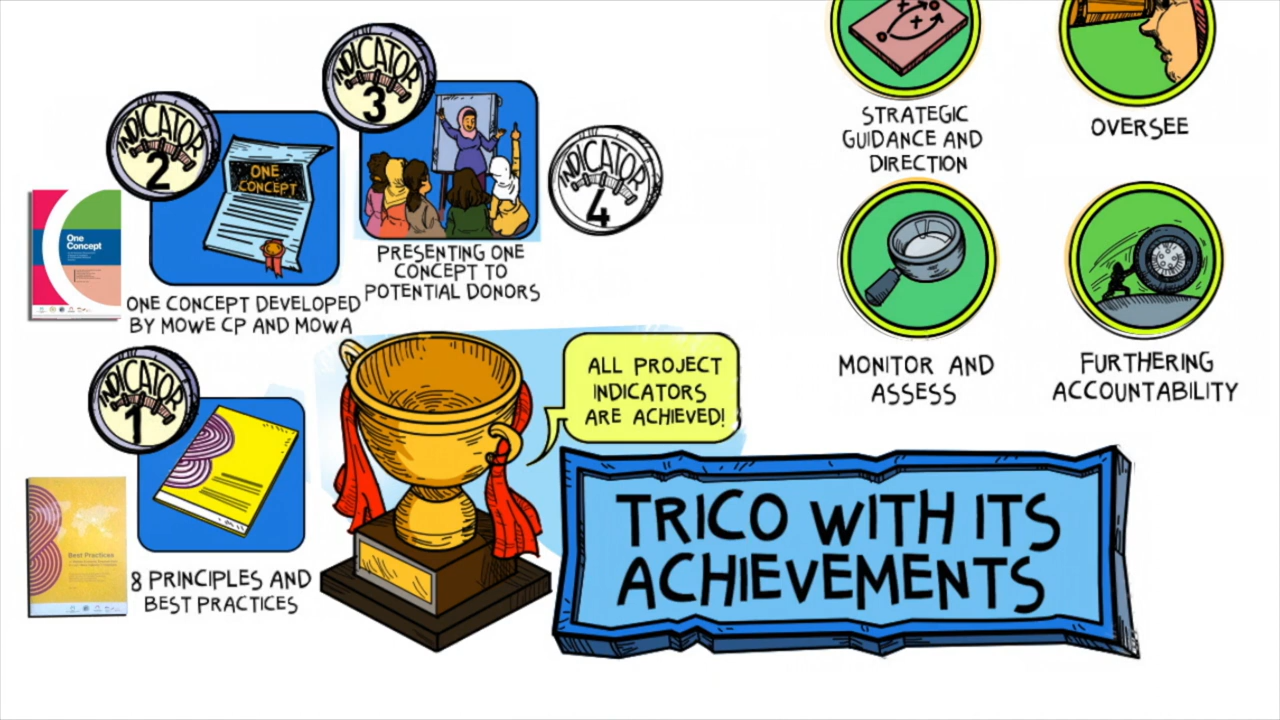 INDICATOR
3
INDICATOR
2
ONE
CONCEPT
INDICATOR
4
One
Concept
PRESENTING ONE
CONCEPT TO
POTENTIAL DONORS
ONE CONCEPT DEVELOPED
BY MOWE CP AND MOWA
INDICATOR
1
Best Practices
8 PRINCIPLES AND
BEST PRACTICES
ALL PROJECT
INDICATORS
ARE ACHIEVED!
TRICO WITH ITS
ACHIEVEMENTS
STRATEGIC
GUIDANCE AND
DIRECTION
OVERSEE
MONITOR AND
ASSESS
FURTHERING
ACCOUNTABILITY